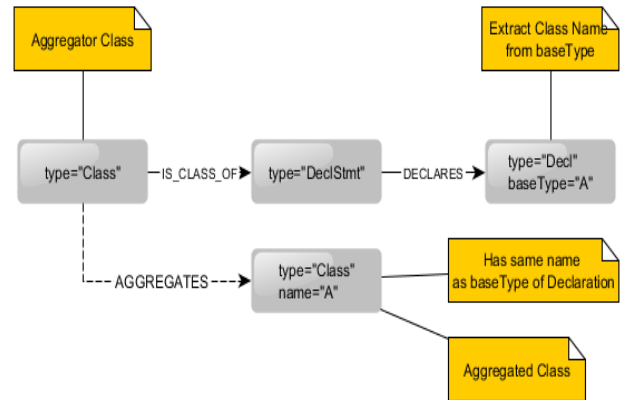 Aggregator Class
Extract Class Name
from baseType
type="Class"
IS_CLASS_OF
type="DeclStmt"
DECLARES
type="Decl"
baseType="A"
AGGREGATES
type="Class"
name="A"
Has same name
as baseType of Declaration
Aggregated Class